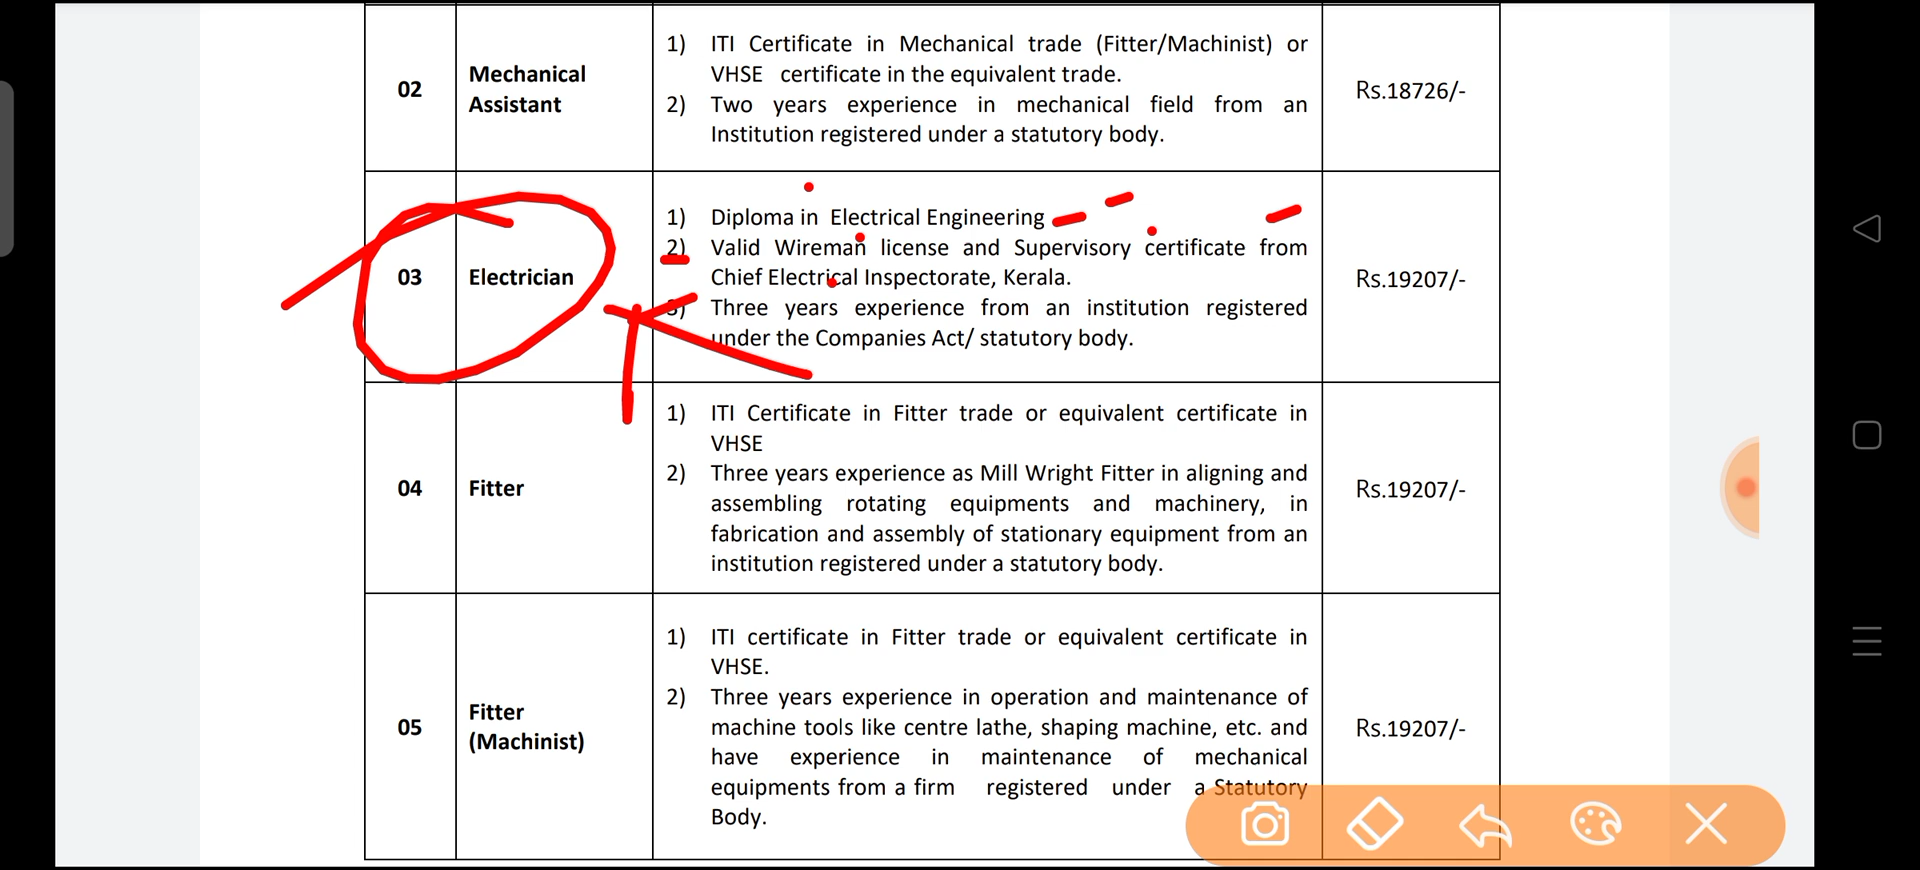 02
Mechanical
Assistant
1) ITI Certificate in Mechanical trade (Fitter/Machinist) or
VHSE certificate in the equivalent trade.
2) Two years experience in mechanical field from an
Institution registered under a statutory body.
Rs.18726/-
03
Electrician
1) Diploma in Electrical Engineering
2) Valid Wireman license and Supervisory certificate from
Chief Electrical Inspectorate, Kerala.
3) Three years experience from an institution registered
under the Companies Act/ statutory body.
Rs.19207/-
04
Fitter
1) ITI Certificate in Fitter trade or equivalent certificate in
VHSE
2) Three years experience as Mill Wright Fitter in aligning and
assembling rotating equipments and machinery, in
fabrication and assembly of stationary equipment from an
institution registered under a statutory body.
Rs.19207/-
05
Fitter
(Machinist)
1) ITI certificate in Fitter trade or equivalent certificate in
VHSE.
2) Three years experience in operation and maintenance of
machine tools like centre lathe, shaping machine, etc. and
have experience in maintenance of mechanical
equipments from a firm registered under a Statutory
Body.
Rs.19207/-